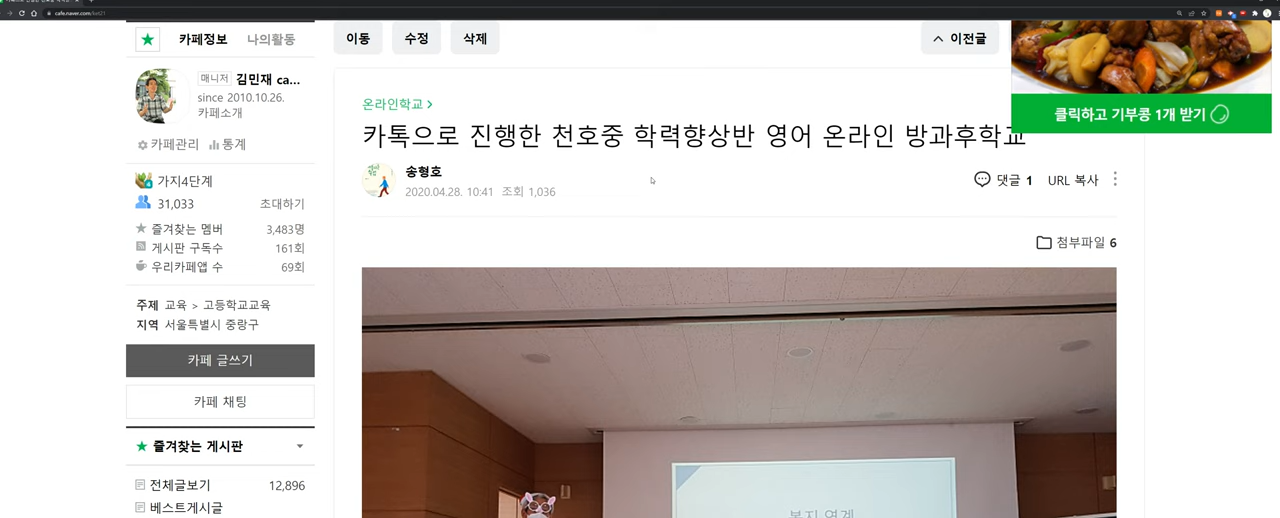 cafe.naver.com/ket21
카페정보 나의활동
매니저 김민재 ca...
since 2010.10.26.
카페소개
카페관리 통계
가지4단계
31,033 초대하기
즐겨찾는 멤버 3,483명
게시판 구독수 161회
우리카페앱 수 69회
주제 교육 > 고등학교교육
지역 서울특별시 중랑구
카페 글쓰기
카페 채팅
즐겨찾는 게시판
전체글보기 12,896
베스트게시글
이동 수정 삭제
이전글
온라인학교 >
카톡으로 진행한 천호중 학력향상반 영어 온라인 방과후학교
송형호
2020.04.28. 10:41 조회 1,036
댓글 1 URL 복사
첨부파일 6
복지 연계
클릭하고 기부콩 1개 받기